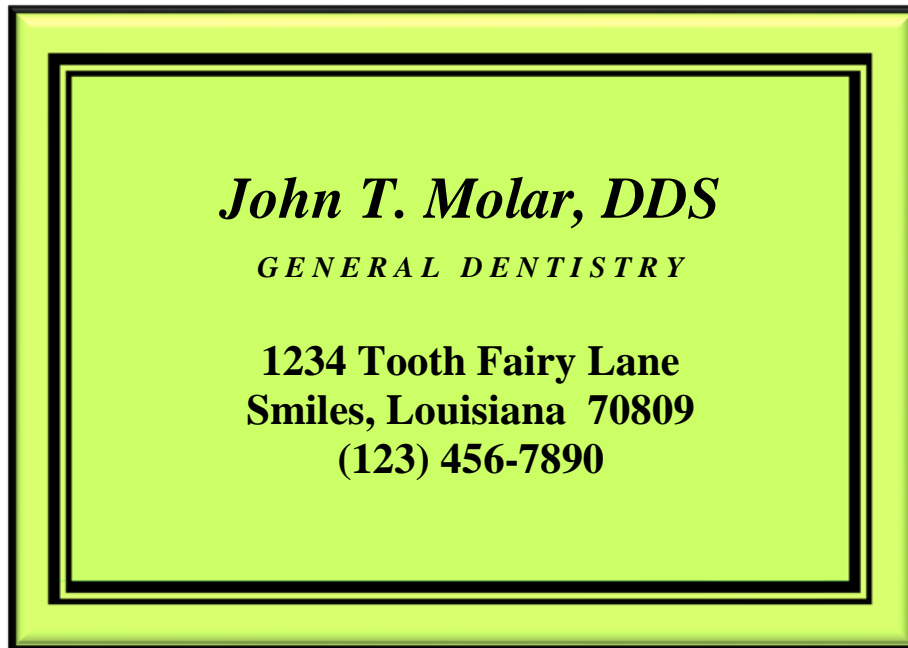 John T. Molar, DDS
GENERAL DENTISTRY
1234 Tooth Fairy Lane
Smiles, Louisiana  70809
(123) 456-7890